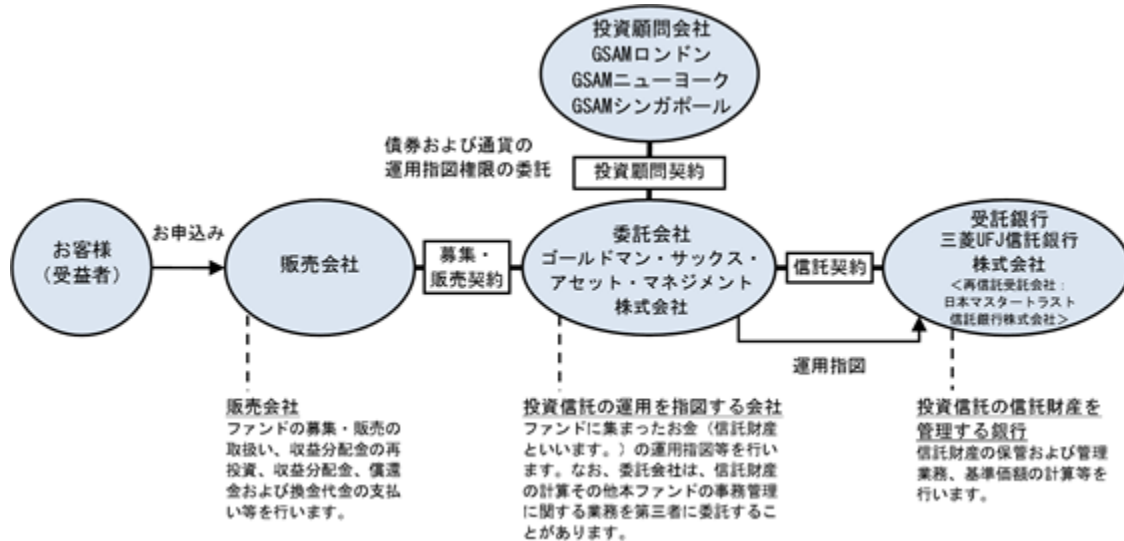 投資顧問会社
GSAMロンドン
GSAMニューヨーク
GSAMシンガポール
債券および通貨の
運用指図権限の委託
投資顧問契約
お客様
（受益者）
お申込み
販売会社
募集・
販売契約
委託会社
ゴールドマン・サックス・
アセット・マネジメント
株式会社
信託契約
受託銀行
三菱UFJ信託銀行
株式会社
＜再信託受託会社：
日本マスタートラスト
信託銀行株式会社＞
運用指図
販売会社
ファンドの募集・販売の
取扱い、収益分配金の再
投資、収益分配金、償還
金および換金代金の支払
い等を行います。
投資信託の運用を指図する会社
ファンドに集まったお金（信託財産
といいます。）の運用指図等を行い
ます。なお、委託会社は、信託財産
の計算その他本ファンドの事務管理
に関する業務を第三者に委託するこ
とがあります。
投資信託の信託財産を
管理する銀行
信託財産の保管および管理
業務、基準価額の計算等を
行います。